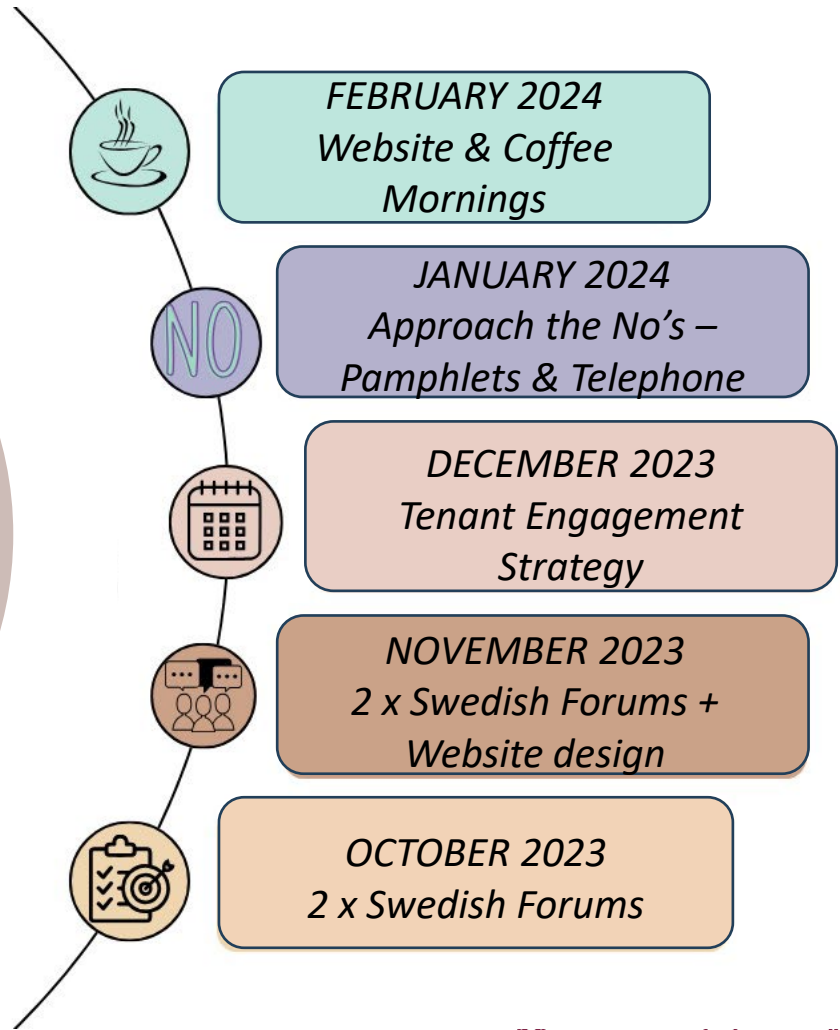 FEBRUARY 2024
Website & Coffee
Mornings
NO
JANUARY 2024
Approach the No’s –
Pamphlets & Telephone
DECEMBER 2023
Tenant Engagement
Strategy
NOVEMBER 2023
2 x Swedish Forums +
Website design
OCTOBER 2023
2 x Swedish Forums